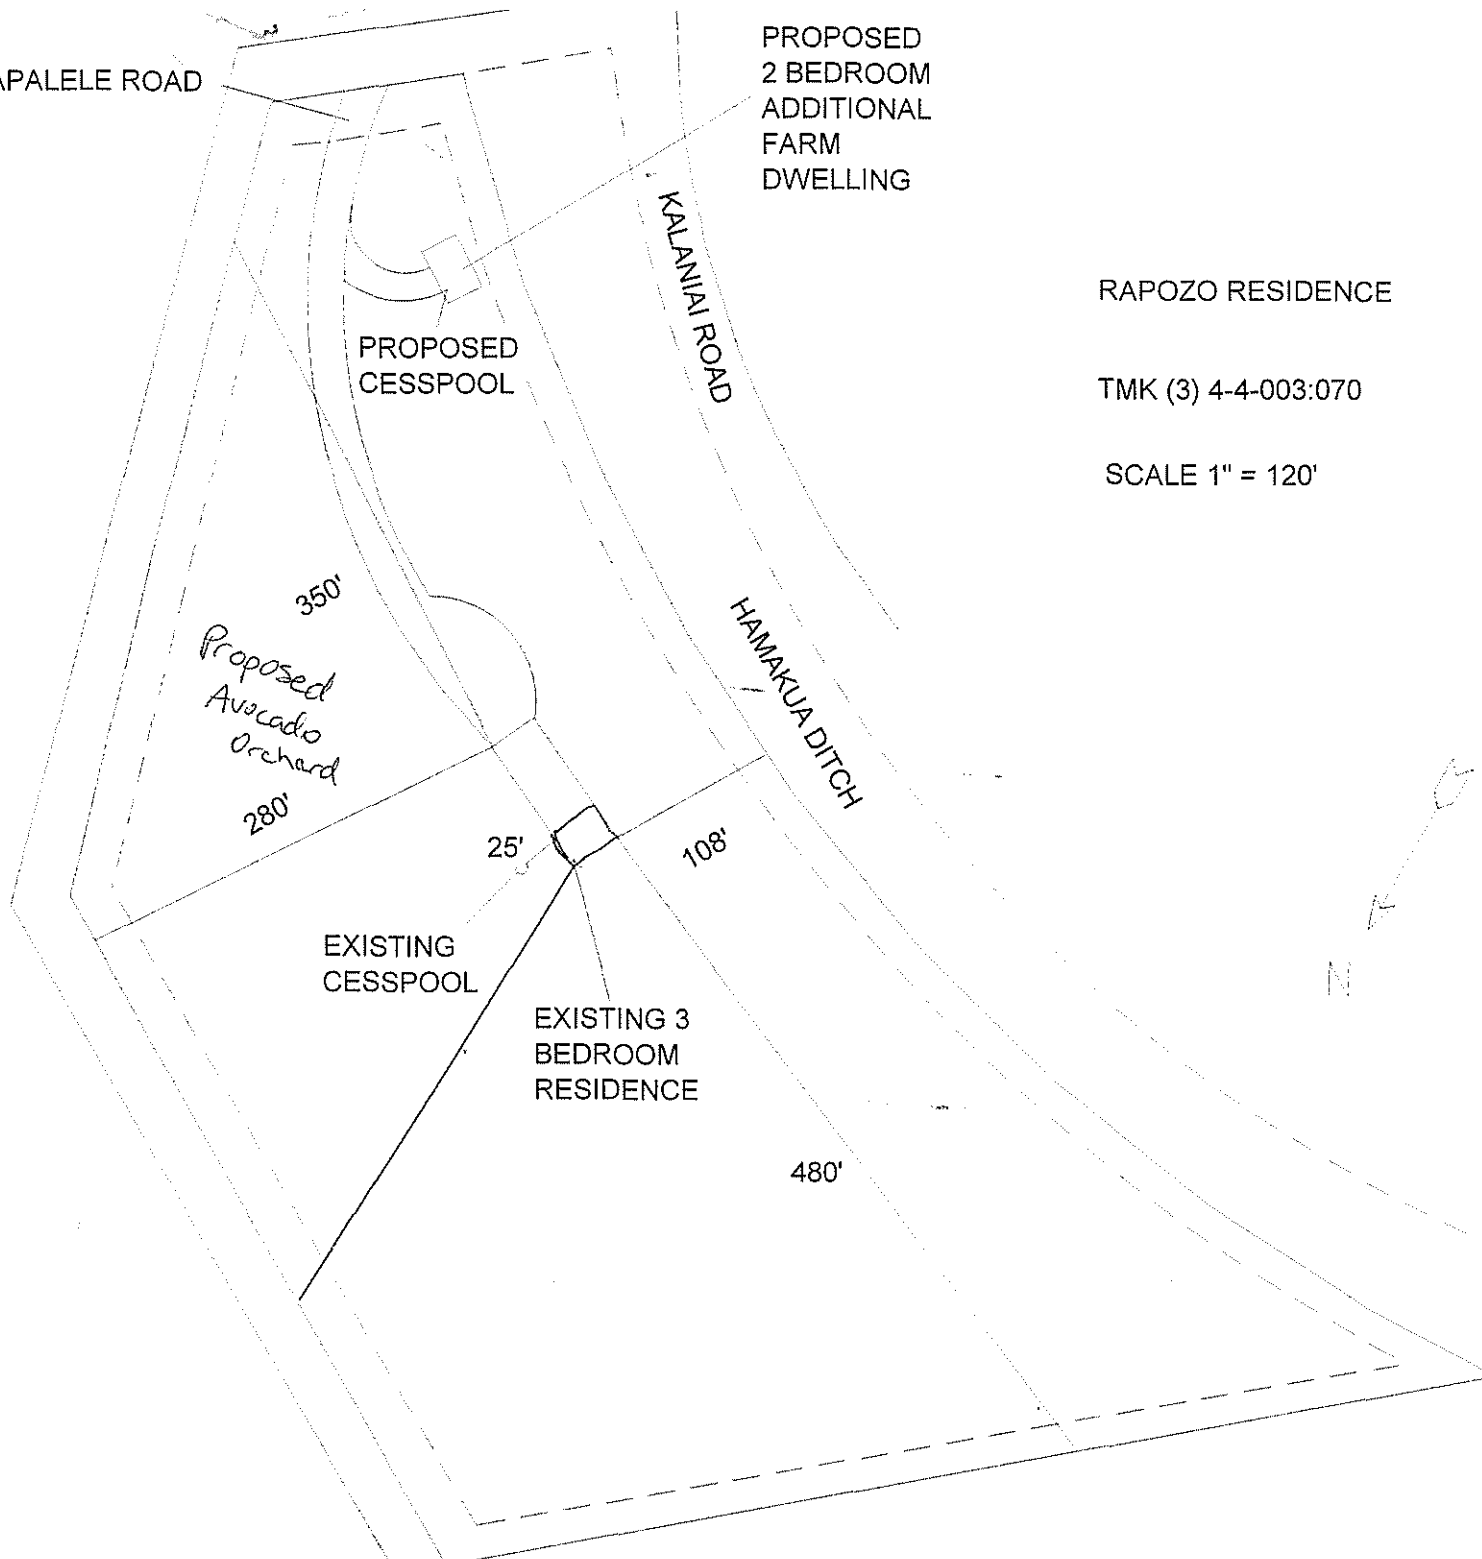 APALELE ROAD
PROPOSED
2 BEDROOM
ADDITIONAL
FARM
DWELLING
KALANIAI ROAD
RAPOZO RESIDENCE
TMK (3) 4-4-003:070
SCALE 1" = 120'
PROPOSED
CESSPOOL
350'
Proposed
Avocado
Orchard
280'
HAMAKUA DITCH
25'
108'
EXISTING
CESSPOOL
EXISTING 3
BEDROOM
RESIDENCE
N
480'